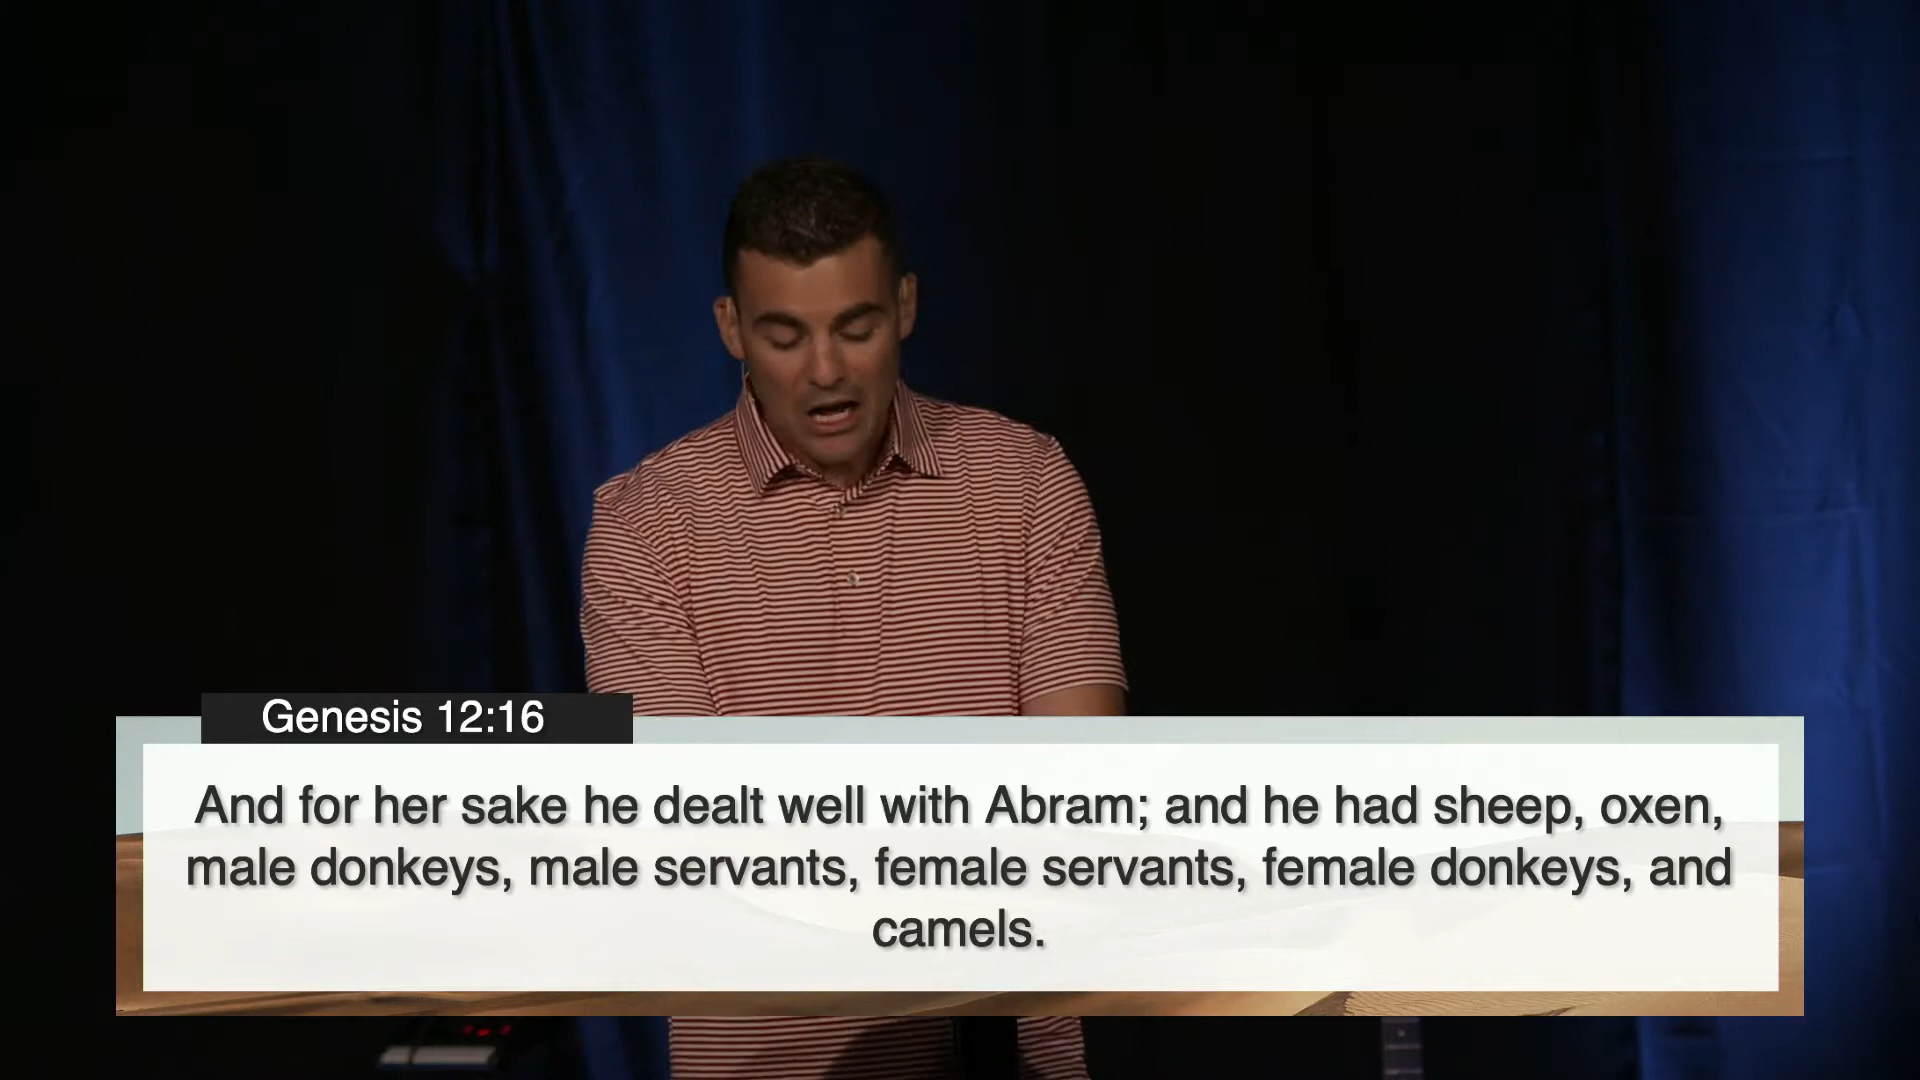 Genesis 12:16
And for her sake he dealt well with Abram; and he had sheep, oxen,
male donkeys, male servants, female servants, female donkeys, and
camels.